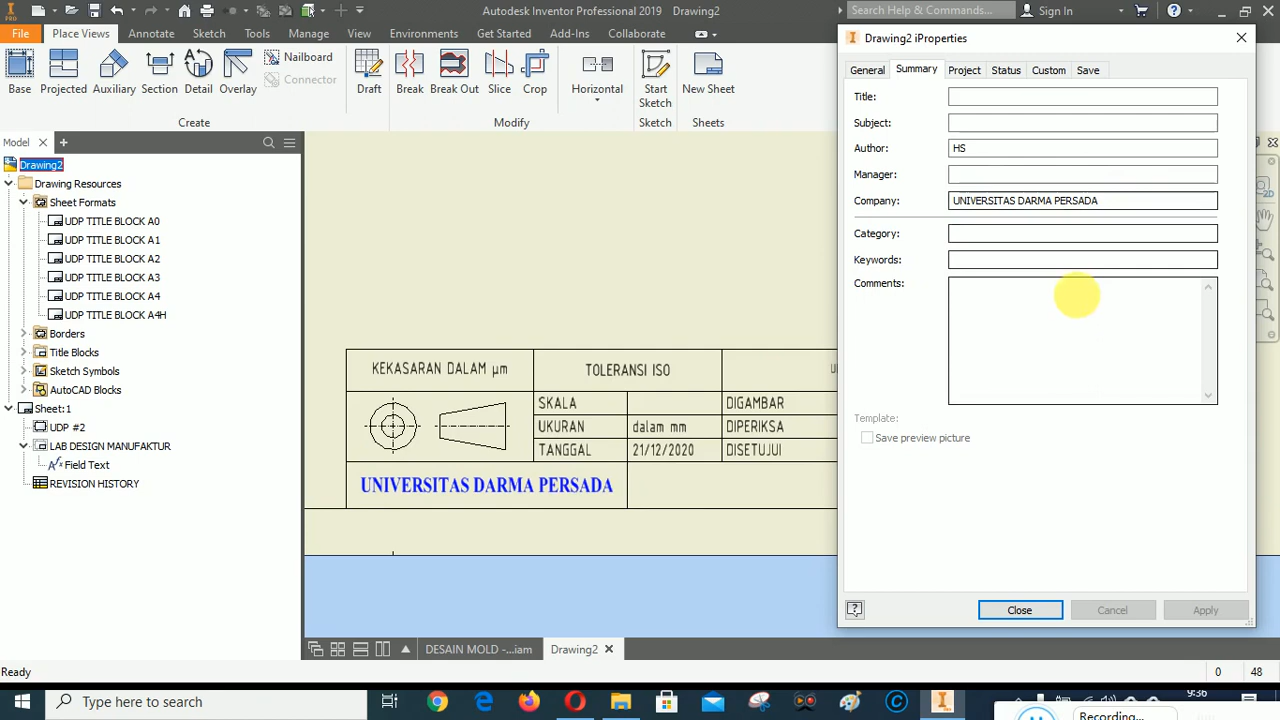 PRO
Autodesk Inventor Professional 2019 Drawing2
Search Help & Commands...
Sign In
File Place Views Annotate Sketch Tools Manage View Environments Get Started Add-Ins Collaborate
Base
Projected
Auxiliary
Section
Detail
Overlay
Nailboard
Connector
Draft
Break
Break Out
Slice
Crop
Horizontal
Start
Sketch
New Sheet
Create
Modify
Sketch
Sheets
Model
Drawing2
Drawing Resources
Sheet Formats
UDP TITLE BLOCK A0
UDP TITLE BLOCK A1
UDP TITLE BLOCK A2
UDP TITLE BLOCK A3
UDP TITLE BLOCK A4
UDP TITLE BLOCK A4H
Borders
Title Blocks
Sketch Symbols
AutoCAD Blocks
Sheet:1
UDP #2
LAB DESIGN MANUFAKTUR
Field Text
REVISION HISTORY
KEKASARAN DALAM µm
TOLERANSI ISO
SKALA
DIGAMBAR
UKURAN
dalam mm
DIPERIKSA
TANGGAL
21/12/2020
DISETUJUI
UNIVERSITAS DARMA PERSADA
Drawing2 iProperties
General Summary Project Status Custom Save
Title:
Subject:
Author: HS
Manager:
Company: UNIVERSITAS DARMA PERSADA
Category:
Keywords:
Comments:
Template:
Save preview picture
Close
Cancel
Apply
2D
DESAIN MOLD -...iam
Drawing2
Ready
0
48
Type here to search
9:36
Recording...